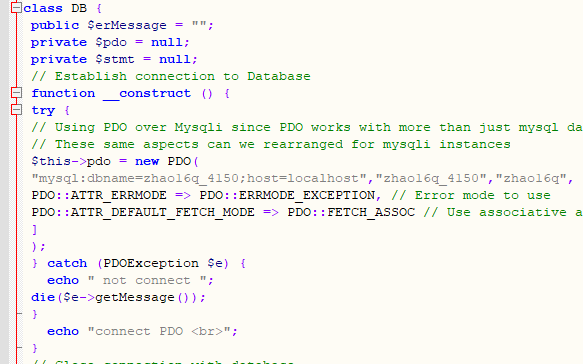 class DB {
public $erMessage = "";
private $pdo = null;
private $stmt = null;
// Establish connection to Database
function __construct () {
try {
// Using PDO over Mysqli since PDO works with more than just mysql da
// These same aspects can we rearranged for mysqli instances
$this->pdo = new PDO(
"mysql:dbname=zhao16q_4150;host=localhost","zhao16q_4150","zhao16q",
PDO::ATTR_ERRMODE => PDO::ERRMODE_EXCEPTION, // Error mode to use
PDO::ATTR_DEFAULT_FETCH_MODE => PDO::FETCH_ASSOC // Use associative a
]
);
} catch (PDOException $e) {
echo " not connect ";
die($e->getMessage());
}
echo "connect PDO <br>";
}
// Close connection with database